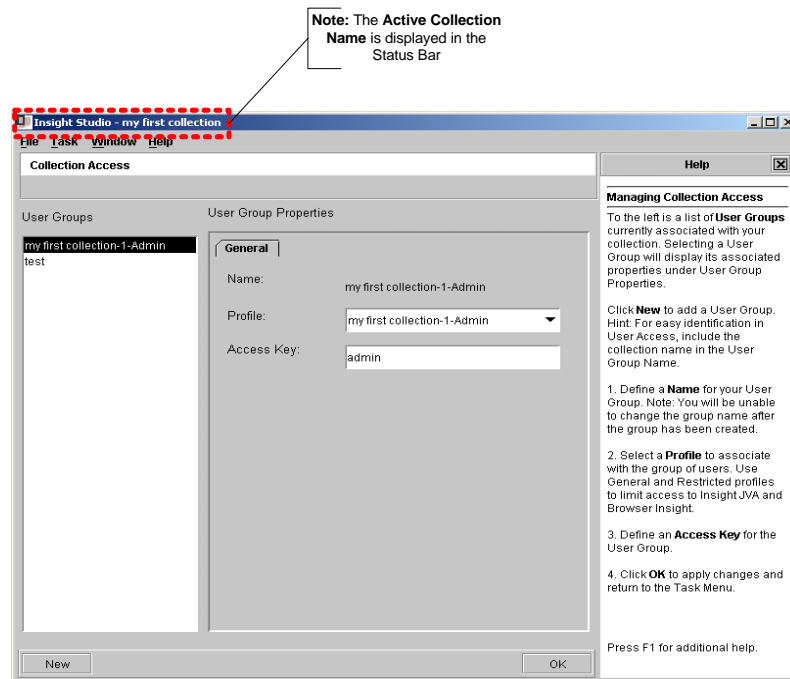 Note: The Active Collection
Name is displayed in the
Status Bar
Insight Studio - my first collection
File Task Window Help
Collection Access
User Groups
my first collection-1-Admin
test
User Group Properties
General
Name:
my first collection-1-Admin
Profile:
my first collection-1-Admin
Access Key:
admin
New
OK
Help
Managing Collection Access
To the left is a list of User Groups
currently associated with your
collection. Selecting a User
Group will display its associated
properties under User Group
Properties.
Click New to add a User Group.
Hint: For easy identification in
User Access, include the
collection name in the User
Group Name.
1. Define a Name for your User
Group. Note: You will be unable
to change the group name after
the group has been created.
2. Select a Profile to associate
with the group of users. Use
General and Restricted profiles
to limit access to Insight JVA and
Browser Insight.
3. Define an Access Key for the
User Group.
4. Click OK to apply changes and
return to the Task Menu.
Press F1 for additional help.